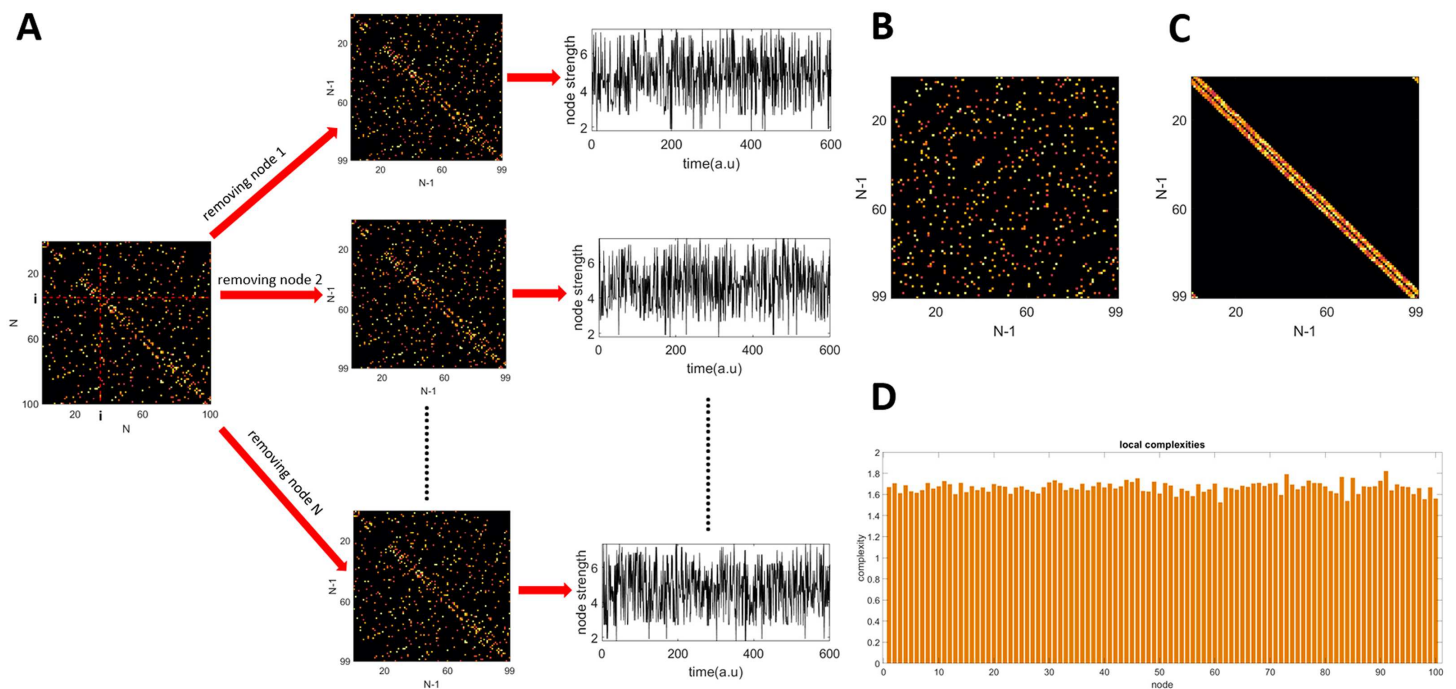 A
20
N-1
60
99
20
60
99
N-1
node strength
6
4
2
0
200
400
600
time(a.u)
removing node 1
20
i
N
60
100
20
i
60
100
N
removing node 2
20
N-1
60
99
20
60
99
N-1
node strength
6
4
2
0
200
400
600
time(a.u)
removing node N
20
N-1
60
99
20
60
99
N-1
node strength
6
4
2
0
200
400
600
time(a.u)
B
20
N-1
60
99
20
60
99
N-1
C
20
N-1
60
99
20
60
99
N-1
D
local complexities
complexity
2
1.8
1.6
1.4
1.2
1
0.8
0.6
0.4
0.2
0
0
10
20
30
40
50
60
70
80
90
100
node